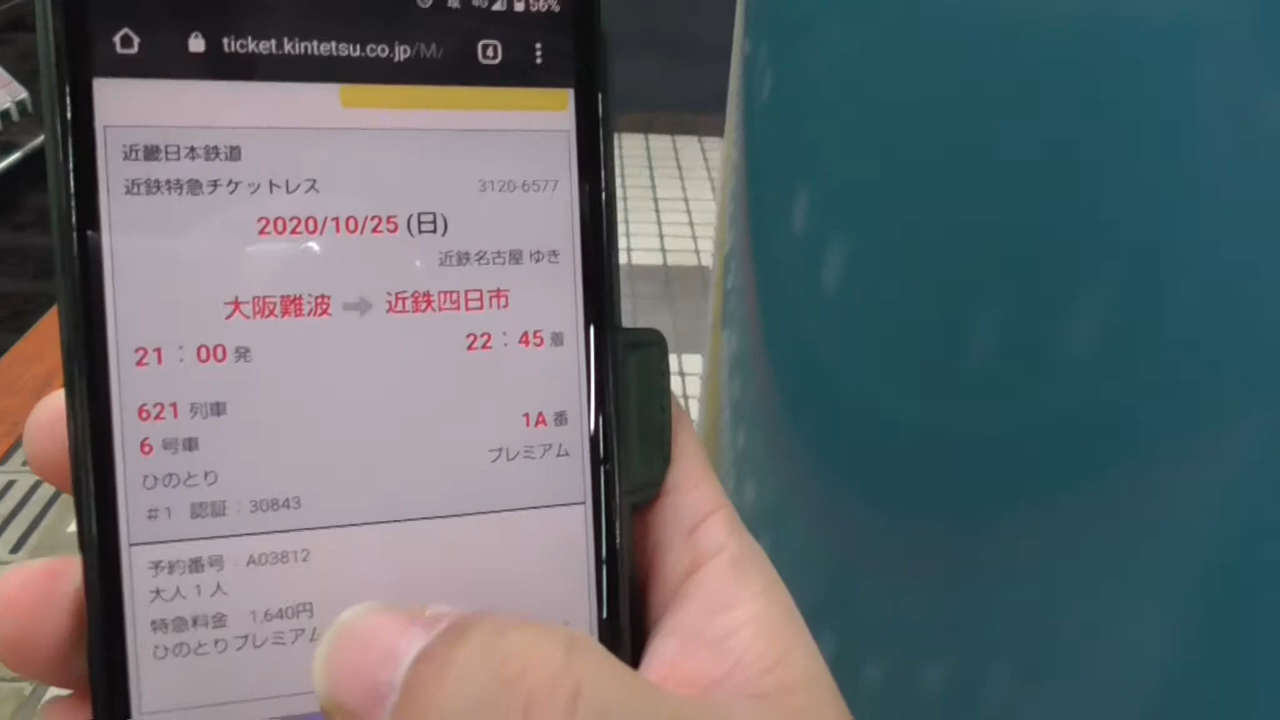 4G 56%
ticket.kintetsu.co.jp/M/ 4
近畿日本鉄道
近鉄特急チケットレス 3120-6577
2020/10/25 (日)
近鉄名古屋 ゆき
大阪難波 ➡ 近鉄四日市
21：00 発 22：45 着
621 列車
6 号車 1A 番
ひのとり プレミアム
#1 認証：30843
予約番号 A03812
大人1人
特急料金 1,640円
ひのとりプレミアム